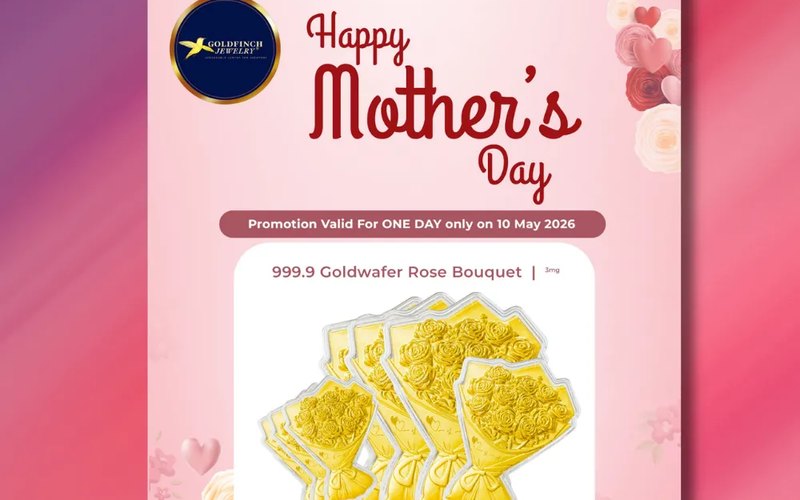 GOLDFINCH
JEWELRY
Happy
Mother's
Day
Promotion Valid For ONE DAY only on 10 May 2026
999.9 Goldwafer Rose Bouquet | 3mg